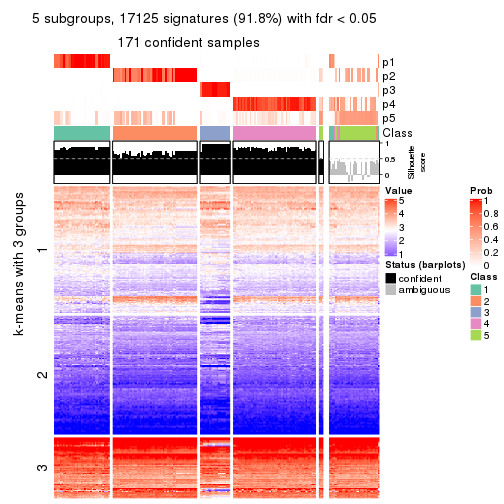 5 subgroups, 17125 signatures (91.8%) with fdr < 0.05
171 confident samples
p1
p2
p3
p4
p5
Class
1
0.5
0
Silhouette
score
k-means with 3 groups
1
2
3
Value
5
4
3
2
1
Status (barplots)
confident
ambiguous
Prob
1
0.8
0.6
0.4
0.2
0
Class
1
2
3
4
5